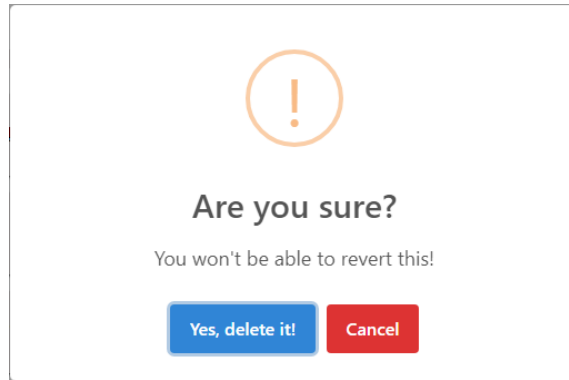 Are you sure?
You won't be able to revert this!
Yes, delete it! Cancel